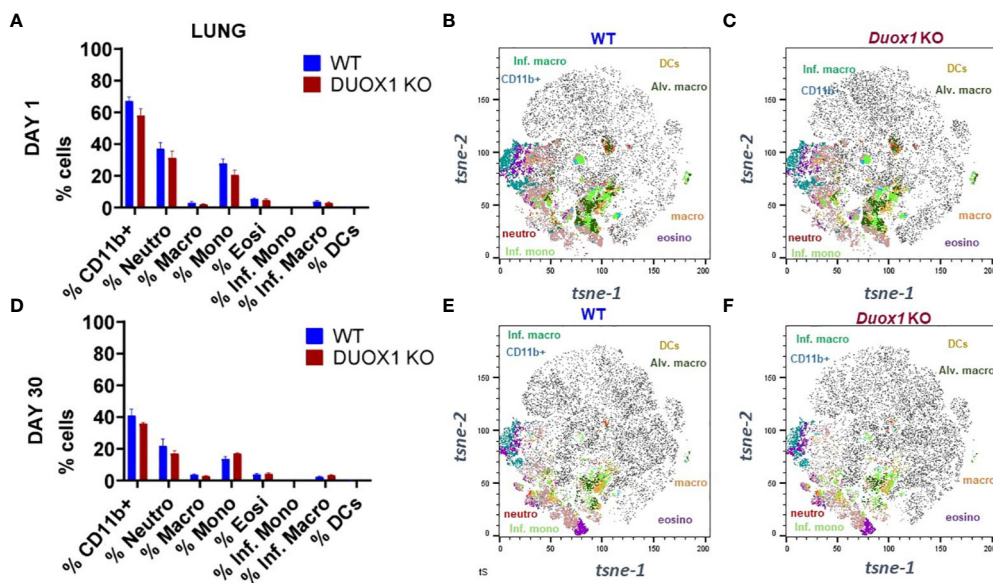 A
LUNG
DAY 1
% cells
100
80
60
40
20
0
WT
DUOX1 KO
% CD11b+
% Neutro
% Macro
% Mono
% Eosi
% Inf. Mono
% Inf. Macro
% DCs
B
WT
tsne-2
150
100
50
0
Inf. macro
CD11b+
DCs
Alv. macro
macro
neutro
Inf. mono
eosino
0 50 100 150 200
tsne-1
C
Duox1 KO
tsne-2
150
100
50
0
Inf. macro
CD11b
DCs
Alv. macro
macro
neutro
Inf. mono
eosino
0 50 100 150 200
tsne-1
D
DAY 30
% cells
100
80
60
40
20
0
WT
DUOX1 KO
% CD11b+
% Neutro
% Macro
% Mono
% Eosi
% Inf. Mono
% Inf. Macro
% DCs
E
WT
tsne-2
150
100
50
0
Inf. macro
CD11b+
DCs
Alv. macro
macro
neutro
Inf. mono
eosino
0 50 100 150 200
tS
tsne-1
F
Duox1 KO
tsne-2
150
100
50
0
Inf. macro
CD11b+
DCs
Alv. macro
macro
neutro
Inf. mono
eosino
0 50 100 150 200
tsne-1